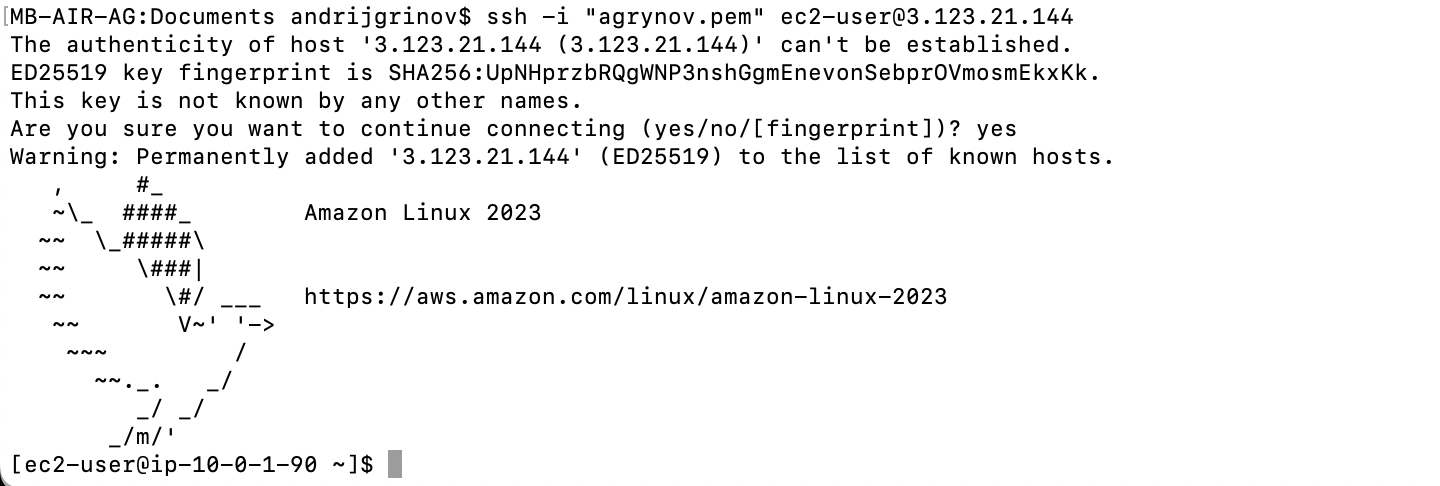 [MB-AIR-AG:Documents andrijgrinov$ ssh -i "agrynov.pem" ec2-user@3.123.21.144
The authenticity of host '3.123.21.144 (3.123.21.144)' can't be established.
ED25519 key fingerprint is SHA256:UpNHprzbRQgWNP3nshGgmEnevonSebprOVmosmEkxKk.
This key is not known by any other names.
Are you sure you want to continue connecting (yes/no/[fingerprint])? yes
Warning: Permanently added '3.123.21.144' (ED25519) to the list of known hosts.
   ,     #_
   ~\_  ####_        Amazon Linux 2023
  ~~  \_#####\
  ~~     \###|
  ~~       \#/ ___   https://aws.amazon.com/linux/amazon-linux-2023
   ~~       V~' '->
    ~~~         /
      ~~._.   _/
         _/ _/
       _/m/'
[ec2-user@ip-10-0-1-90 ~]$